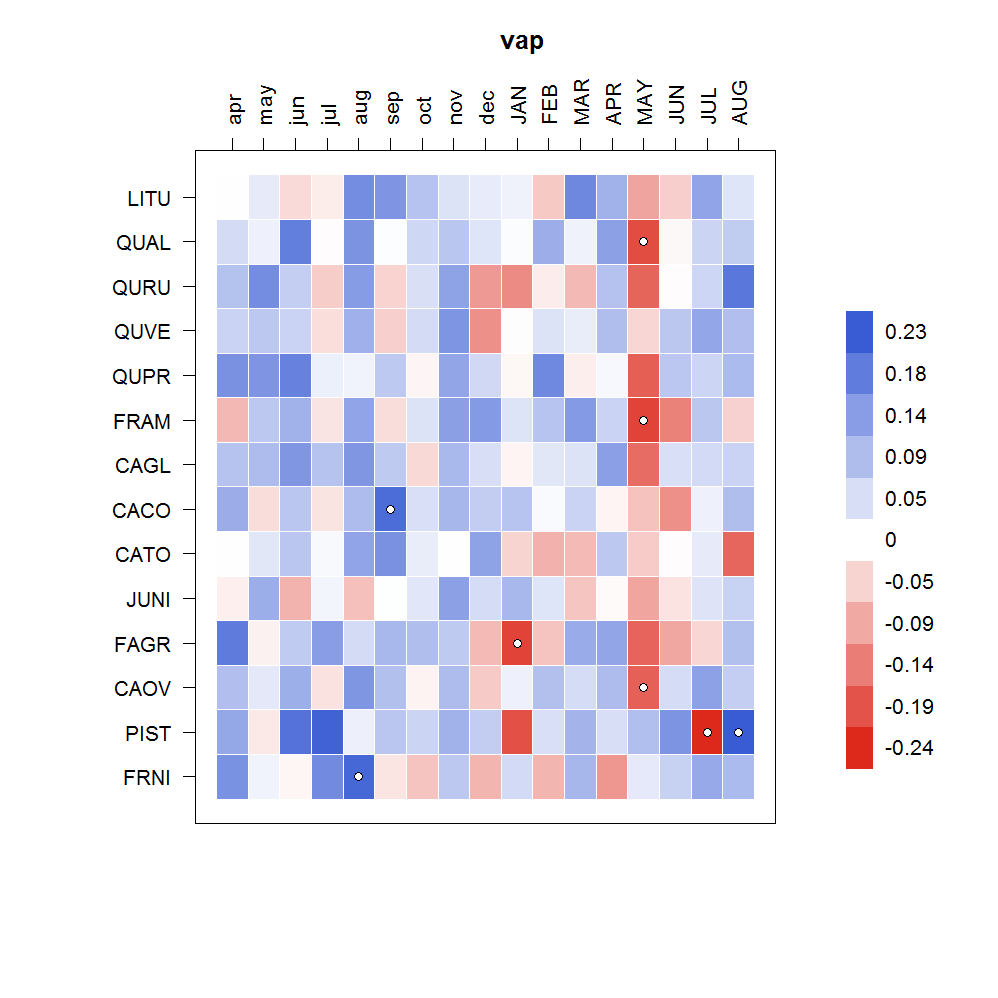 vap
apr may jun jul aug sep oct nov dec JAN FEB MAR APR MAY JUN JUL AUG
LITU
QUAL
QURU
QUVE
QUPR
FRAM
CAGL
CACO
CATO
JUNI
FAGR
CAOV
PIST
FRNI
0.23
0.18
0.14
0.09
0.05
0
-0.05
-0.09
-0.14
-0.19
-0.24